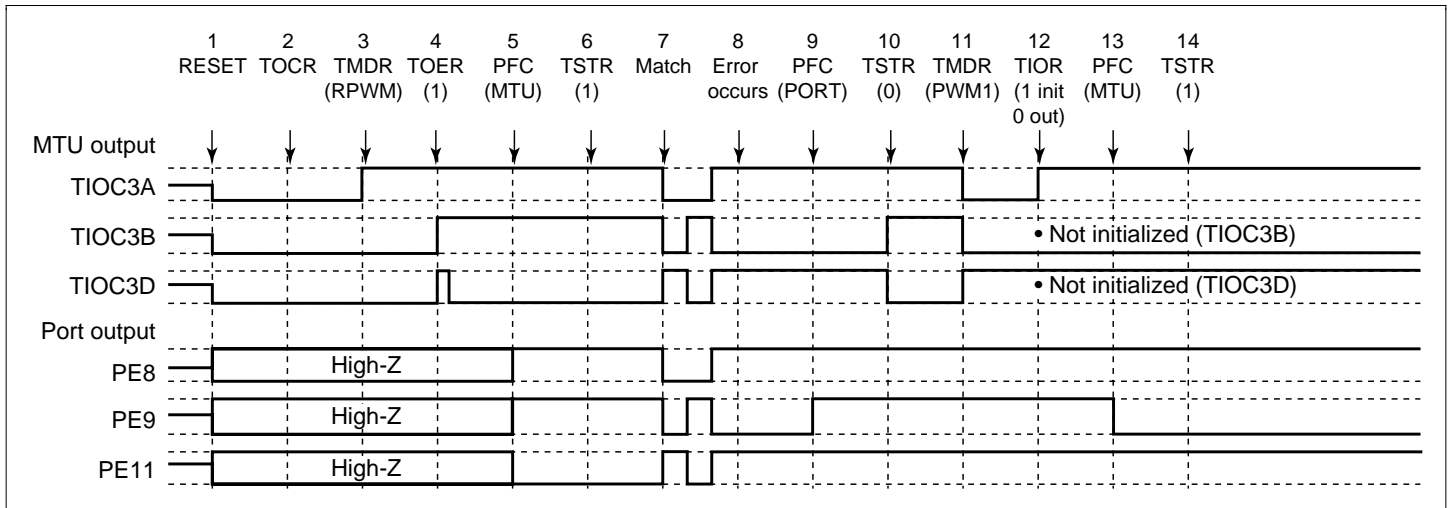 1 2 3 4 5 6 7 8 9 10 11 12 13 14
RESET TOCR TMDR TOER PFC TSTR Match Error PFC TSTR TMDR TIOR PFC TSTR
(RPWM) (1) (MTU) (1) occurs (PORT) (0) (PWM1) (1 init (MTU) (1)
0 out)
MTU output
TIOC3A
TIOC3B • Not initialized (TIOC3B)
TIOC3D • Not initialized (TIOC3D)
Port output
PE8 High-Z
PE9 High-Z
PE11 High-Z